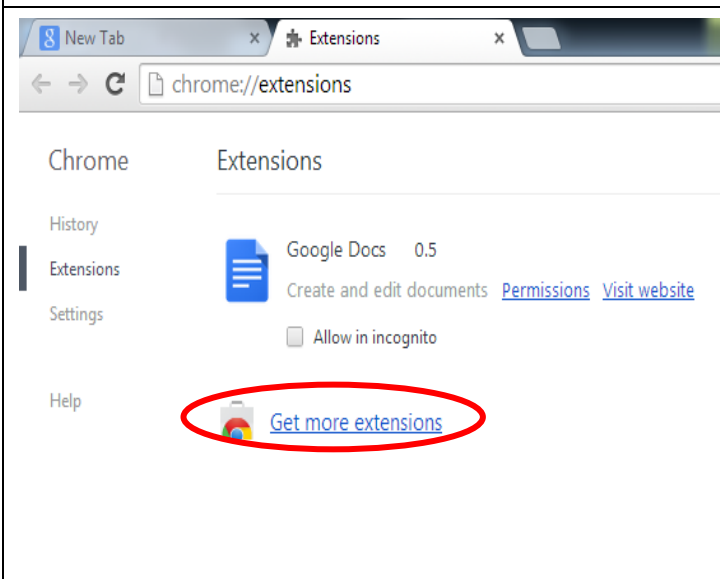 New Tab
Extensions
chrome://extensions
Chrome
Extensions
History
Google Docs 0.5
Extensions
Create and edit documents Permissions Visit website
Settings
Allow in incognito
Help
Get more extensions